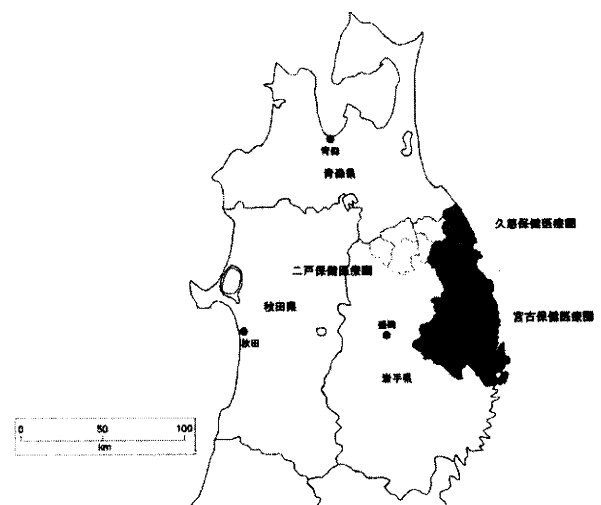 青森
青森県
久慈保健医療圏
二戸保健医療圏
秋田県
宮古保健医療圏
盛岡
秋田
岩手県
0 50 100
km